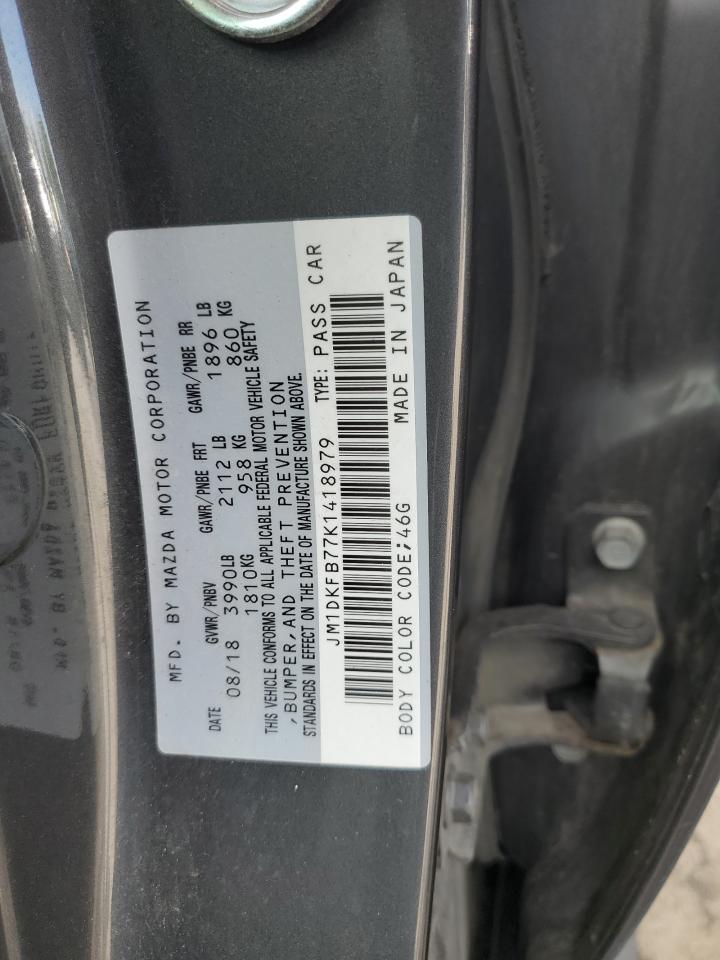 MFD. BY MAZDA MOTOR CORPORATION
DATE GVWR/PNBV GAWR/PNBE FRT GAWR/PNBE RR
08/18 3990LB 2112 LB 1896 LB
1810KG 958 KG 860 KG
THIS VEHICLE CONFORMS TO ALL APPLICABLE FEDERAL MOTOR VEHICLE SAFETY
,BUMPER,AND THEFT PREVENTION
STANDARDS IN EFFECT ON THE DATE OF MANUFACTURE SHOWN ABOVE.
JM1DKFB77K1418979 TYPE: PASS CAR
BODY COLOR CODE;46G MADE IN JAPAN